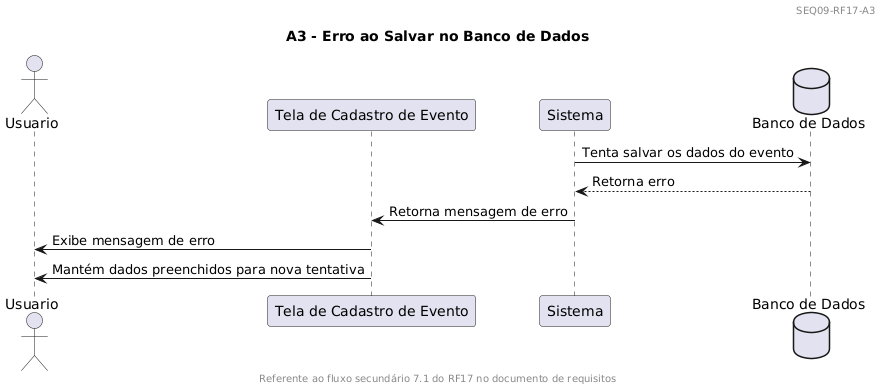 SEQ09-RF17-A3
A3 - Erro ao Salvar no Banco de Dados
Usuario
Tela de Cadastro de Evento
Sistema
Banco de Dados
Tenta salvar os dados do evento
Retorna erro
Retorna mensagem de erro
Exibe mensagem de erro
Mantém dados preenchidos para nova tentativa
Usuario
Tela de Cadastro de Evento
Sistema
Banco de Dados
Referente ao fluxo secundário 7.1 do RF17 no documento de requisitos